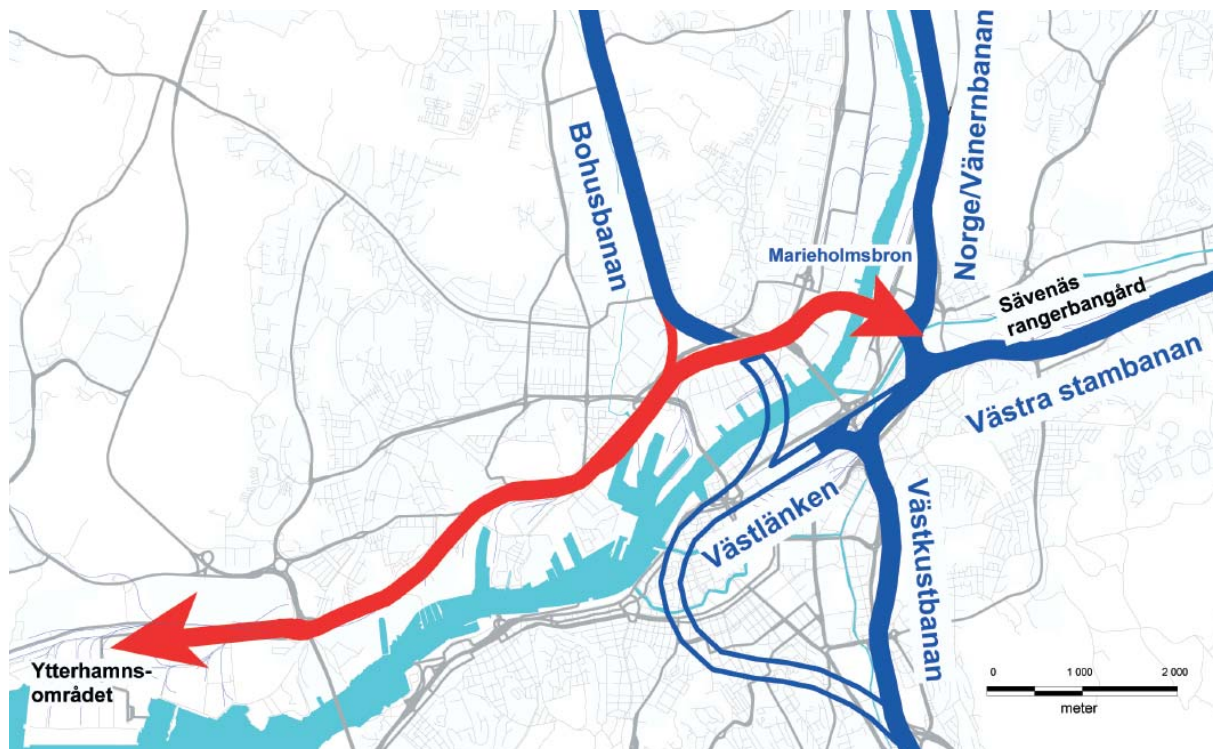 Bohusbanan
Norge/Vänernbanan
Marieholmsbron
Sävenäs
rangerbangård
Västra stambanan
Västlänken
Västkustbanan
Ytterhamns-
området
0 1 000 2 000
meter